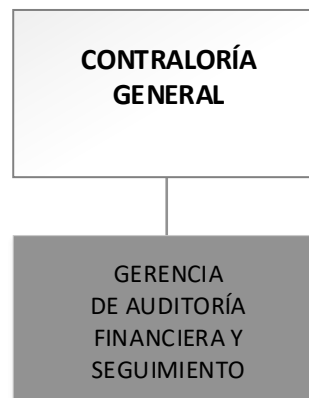 CONTRALORÍA
GENERAL
GERENCIA
DE AUDITORÍA
FINANCIERA Y
SEGUIMIENTO